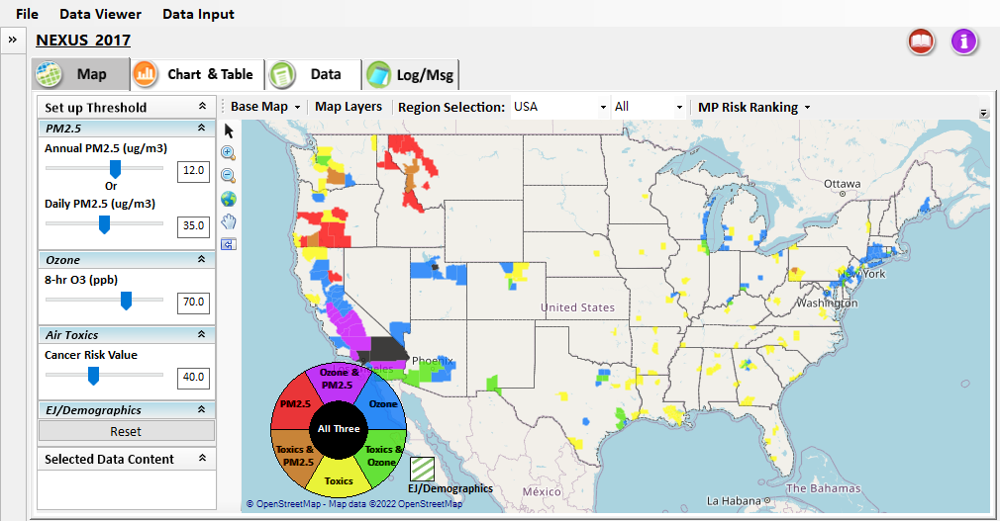 File Data Viewer Data Input
»
NEXUS_2017
Map Chart & Table Data Log/Msg
Set up Threshold
Base Map Map Layers Region Selection: USA All MP Risk Ranking
PM2.5
Annual PM2.5 (ug/m3)
12.0
Or
Daily PM2.5 (ug/m3)
35.0
Ozone
8-hr O3 (ppb)
70.0
Air Toxics
Cancer Risk Value
40.0
EJ/Demographics
Reset
Selected Data Content
Ottawa
New York
Washington
United States
Phoenix
Ozone &
PM2.5
PM2.5
Ozone
All Three
Toxics &
PM2.5
Toxics &
Ozone
Toxics
EJ/Demographics
México
The Bahamas
La Habana
© OpenStreetMap - Map data ©2022 OpenStreetMap